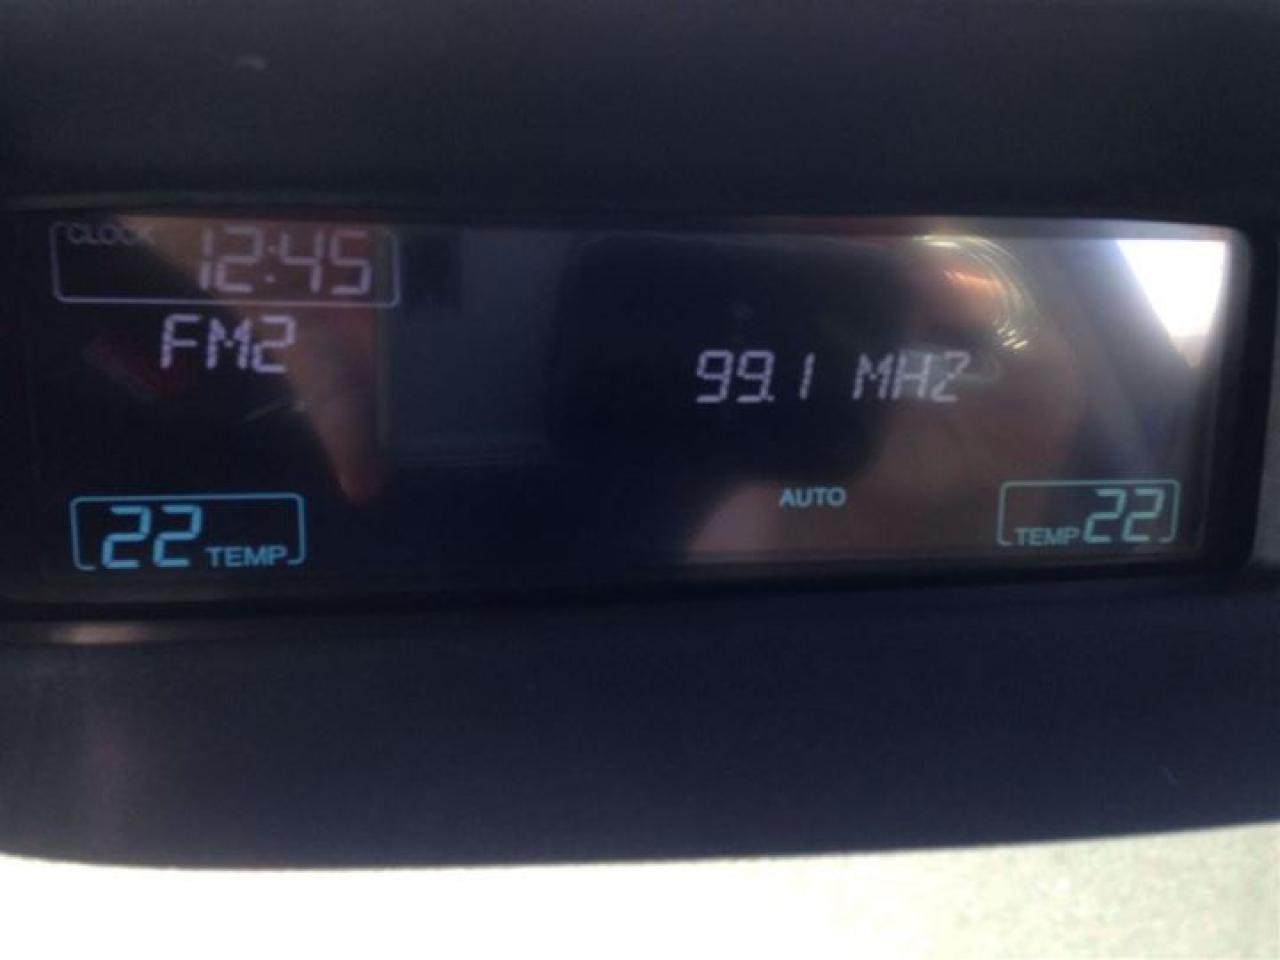 CLOCK 12:45
FM2
99.1 MHZ
AUTO
22 TEMP
TEMP 22